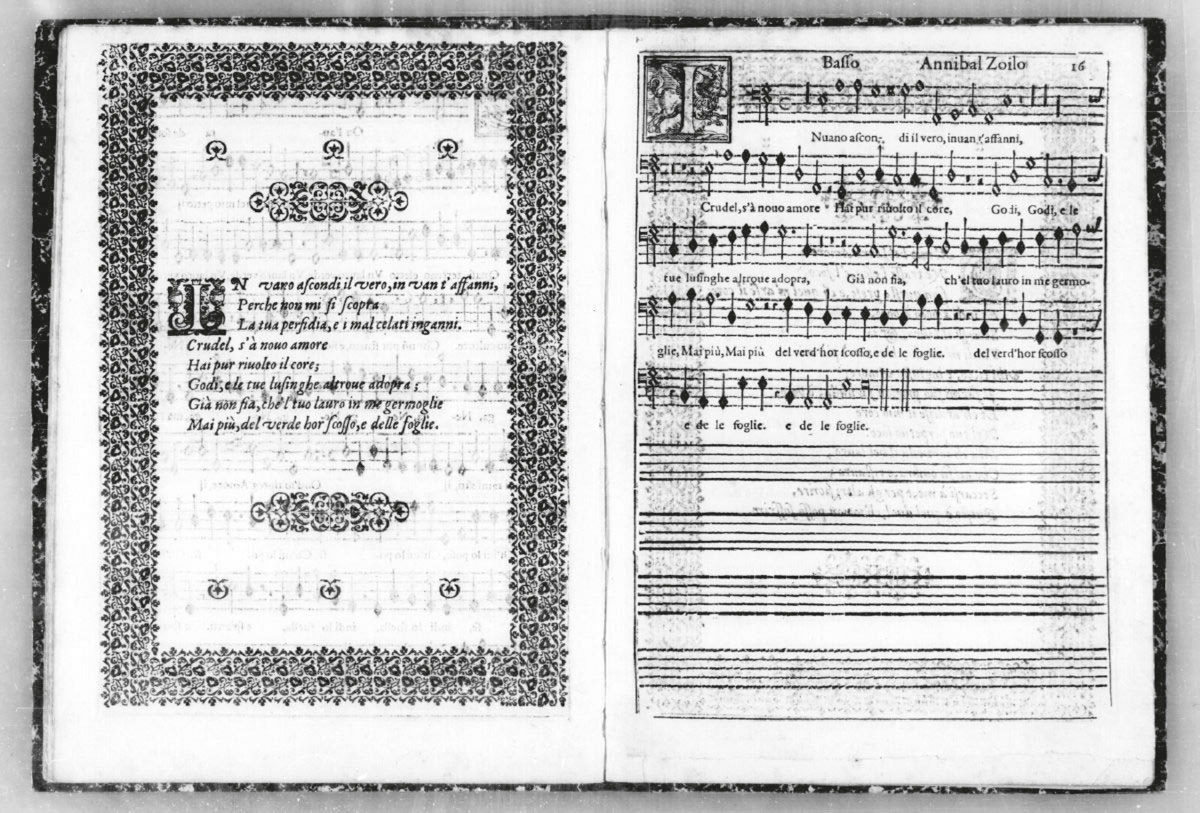 IN vano ascondi il vero, in van t'affanni,
Perche non mi si scopra
La tua perfidia, e i mal celati inganni.
Crudel, s'à nouo amore
Hai pur riuolto il core;
Godi, e le tue lusinghe altroue adopra;
Già non fia, che'l tuo lauro in me germoglie
Mai più, del verde hor scosso, e delle foglie.
Basso Annibal Zoilo 16
INuano ascon- di il vero, inuan t'affanni,
Crudel, s'à nouo amore Hai pur riuolto il core, Godi, Godi, e le
tue lusinghe altroue adopra, Già non fia, ch'el tuo lauro in me germo-
glie, Mai più, Mai più del verd'hor scosso, e de le foglie. del verd'hor scosso
e de le foglie. e de le foglie.